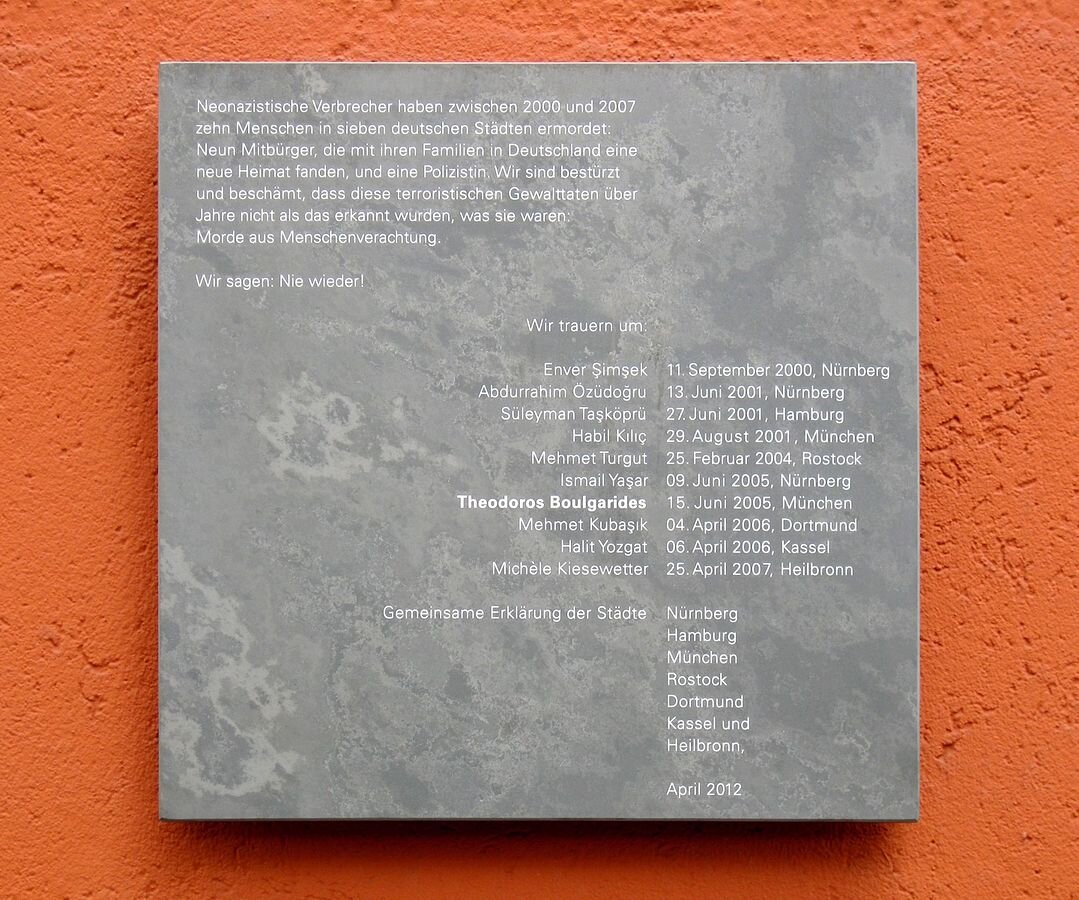 Neonazistische Verbrecher haben zwischen 2000 und 2007
zehn Menschen in sieben deutschen Städten ermordet:
Neun Mitbürger, die mit ihren Familien in Deutschland eine
neue Heimat fanden, und eine Polizistin. Wir sind bestürzt
und beschämt, dass diese terroristischen Gewalttaten über
Jahre nicht als das erkannt wurden, was sie waren:
Morde aus Menschenverachtung.
Wir sagen: Nie wieder!
Wir trauern um:
Enver Şimşek 11. September 2000, Nürnberg
Abdurrahim Özüdoğru 13. Juni 2001, Nürnberg
Süleyman Taşköprü 27. Juni 2001, Hamburg
Habil Kılıç 29. August 2001, München
Mehmet Turgut 25. Februar 2004, Rostock
Ismail Yaşar 09. Juni 2005, Nürnberg
Theodoros Boulgarides 15. Juni 2005, München
Mehmet Kubaşık 04. April 2006, Dortmund
Halit Yozgat 06. April 2006, Kassel
Michèle Kiesewetter 25. April 2007, Heilbronn
Gemeinsame Erklärung der Städte Nürnberg
Hamburg
München
Rostock
Dortmund
Kassel und
Heilbronn,
April 2012